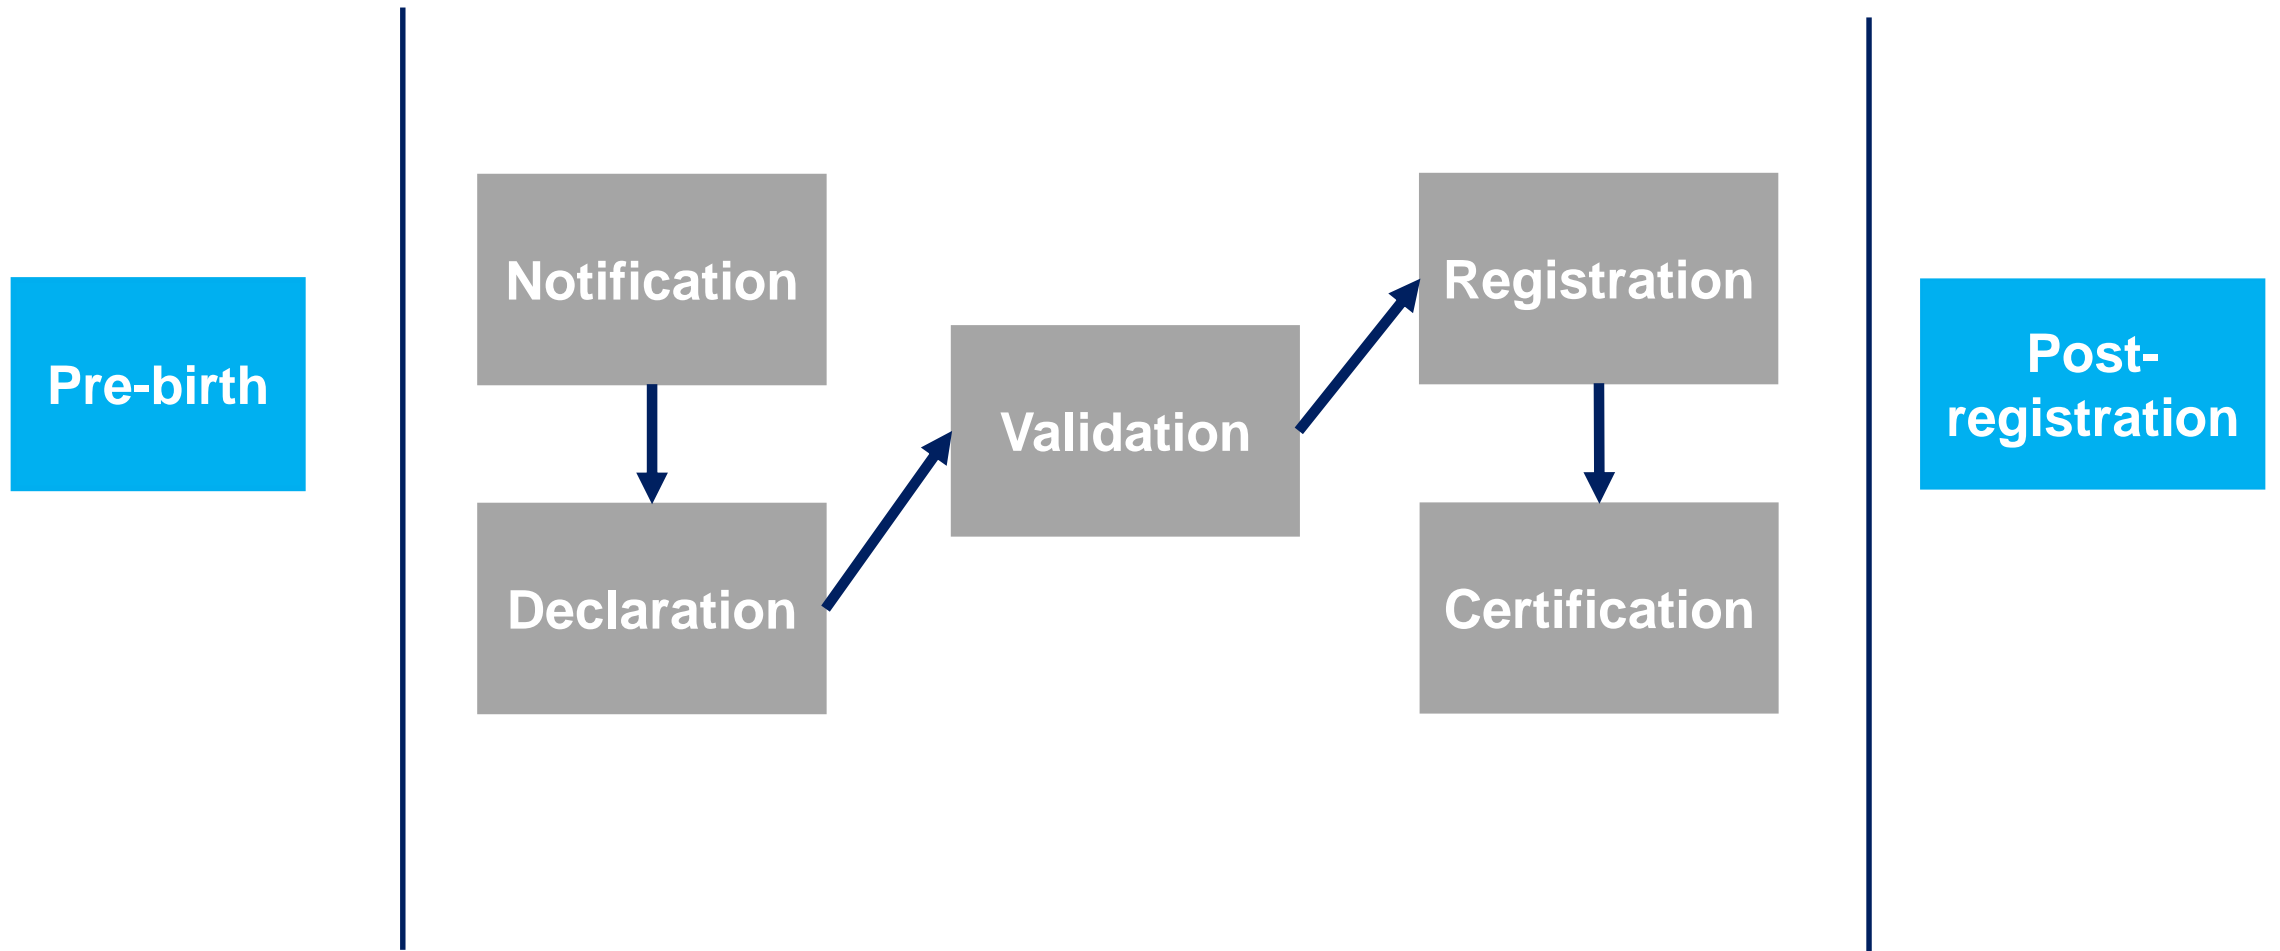 Pre-birth
Notification
Declaration
Validation
Registration
Certification
Post-
registration